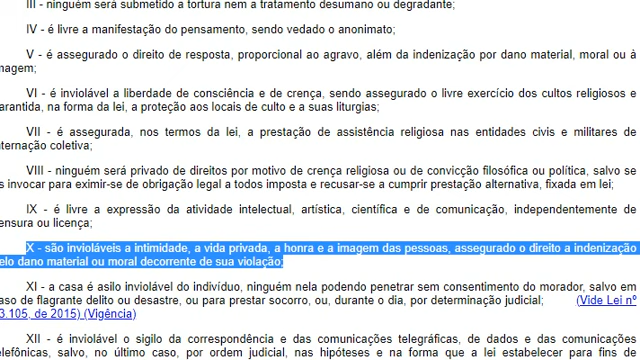 III - ninguém será submetido a tortura nem a tratamento desumano ou degradante;
IV - é livre a manifestação do pensamento, sendo vedado o anonimato;
V - é assegurado o direito de resposta, proporcional ao agravo, além da indenização por dano material, moral ou à
magem;
VI - é inviolável a liberdade de consciência e de crença, sendo assegurado o livre exercício dos cultos religiosos e
arantida, na forma da lei, a proteção aos locais de culto e a suas liturgias;
VII - é assegurada, nos termos da lei, a prestação de assistência religiosa nas entidades civis e militares de
nternação coletiva;
VIII - ninguém será privado de direitos por motivo de crença religiosa ou de convicção filosófica ou política, salvo se
s invocar para eximir-se de obrigação legal a todos imposta e recusar-se a cumprir prestação alternativa, fixada em lei;
IX - é livre a expressão da atividade intelectual, artística, científica e de comunicação, independentemente de
ensura ou licença;
X - são invioláveis a intimidade, a vida privada, a honra e a imagem das pessoas, assegurado o direito a indenização
elo dano material ou moral decorrente de sua violação;
XI - a casa é asilo inviolável do indivíduo, ninguém nela podendo penetrar sem consentimento do morador, salvo em
aso de flagrante delito ou desastre, ou para prestar socorro, ou, durante o dia, por determinação judicial; (Vide Lei nº
3.105, de 2015) (Vigência)
XII - é inviolável o sigilo da correspondência e das comunicações telegráficas, de dados e das comunicações
elefônicas, salvo, no último caso, por ordem judicial, nas hipóteses e na forma que a lei estabelecer para fins de